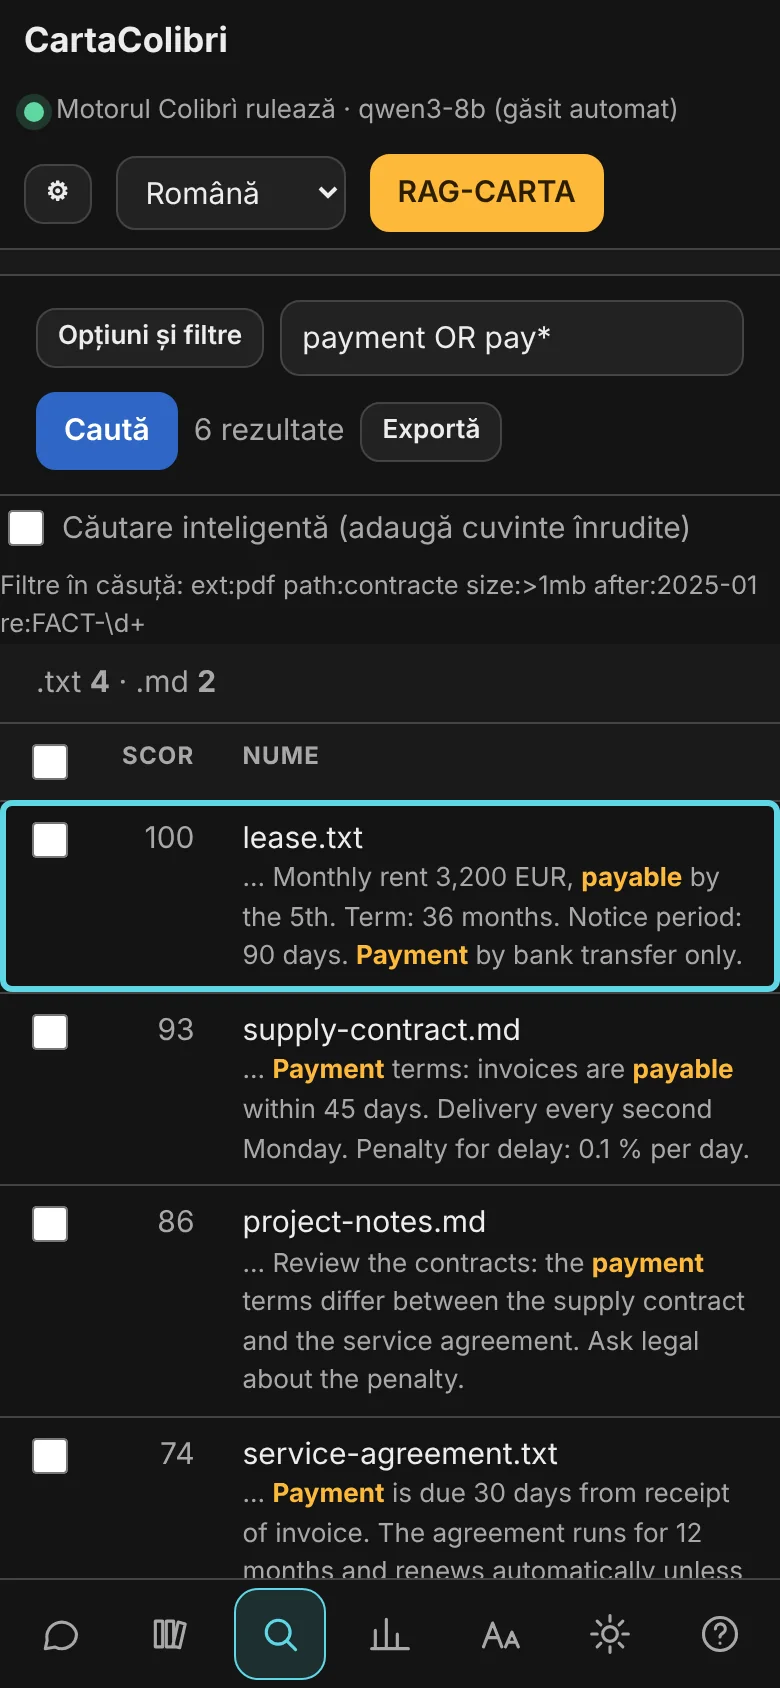 CartaColibri
Motorul Colibrì rulează · qwen3-8b (găsit automat)
Română
RAG-CARTA
Opțiuni și filtre
payment OR pay*
Caută
6 rezultate
Exportă
Căutare inteligentă (adaugă cuvinte înrudite)
Filtre în căsuță: ext:pdf path:contracte size:>1mb after:2025-01
re:FACT-\d+
.txt 4 · .md 2
SCOR NUME
100 lease.txt
... Monthly rent 3,200 EUR, payable by
the 5th. Term: 36 months. Notice period:
90 days. Payment by bank transfer only.
93 supply-contract.md
... Payment terms: invoices are payable
within 45 days. Delivery every second
Monday. Penalty for delay: 0.1 % per day.
86 project-notes.md
... Review the contracts: the payment
terms differ between the supply contract
and the service agreement. Ask legal
about the penalty.
74 service-agreement.txt
... Payment is due 30 days from receipt
of invoice. The agreement runs for 12
months and renews automatically unless
AA